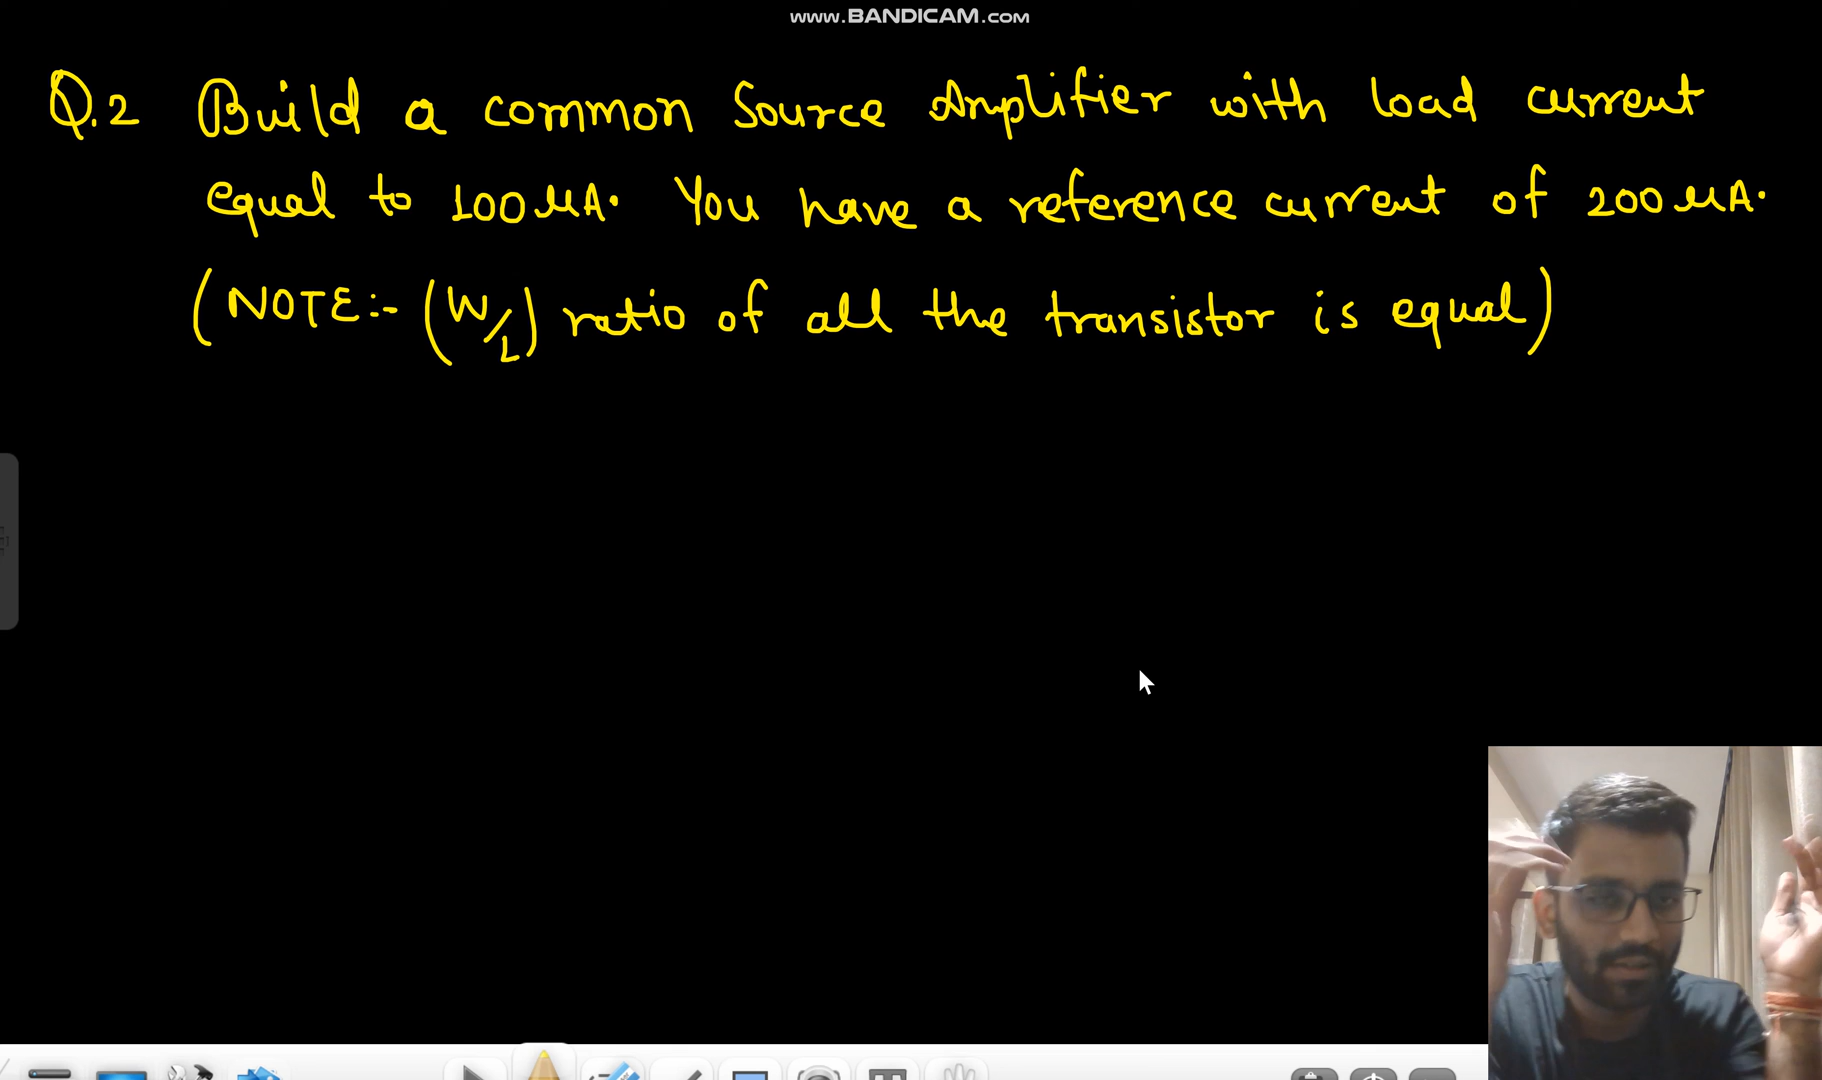 www.BANDICAM.com
Q.2 Build a common Source Amplifier with load current
equal to 100 μA. You have a reference current of 200 μA.
(NOTE:- (W/L) ratio of all the transistor is equal)